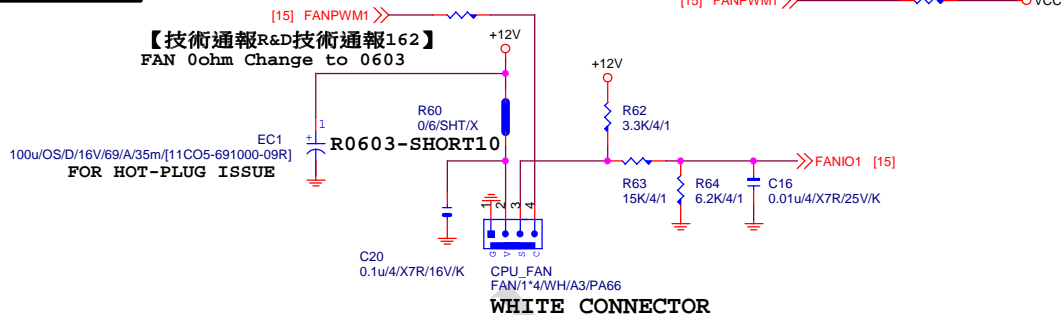 [15] FANPWM1
[15] FANPWM1
VCC
【技術通報R&D技術通報162】
FAN 0ohm Change to 0603
+12V
+12V
R60
0/6/SHT/X
R62
3.3K/4/1
EC1
1
+
100u/OS/D/16V/69/A/35m/[11CO5-691000-09R]
R0603-SHORT10
FOR HOT-PLUG ISSUE
FANIO1 [15]
R63
15K/4/1
R64
6.2K/4/1
C16
0.01u/4/X7R/25V/K
1 2 3 4
G V S C
C20
0.1u/4/X7R/16V/K
CPU_FAN
FAN/1*4/WH/A3/PA66
WHITE CONNECTOR